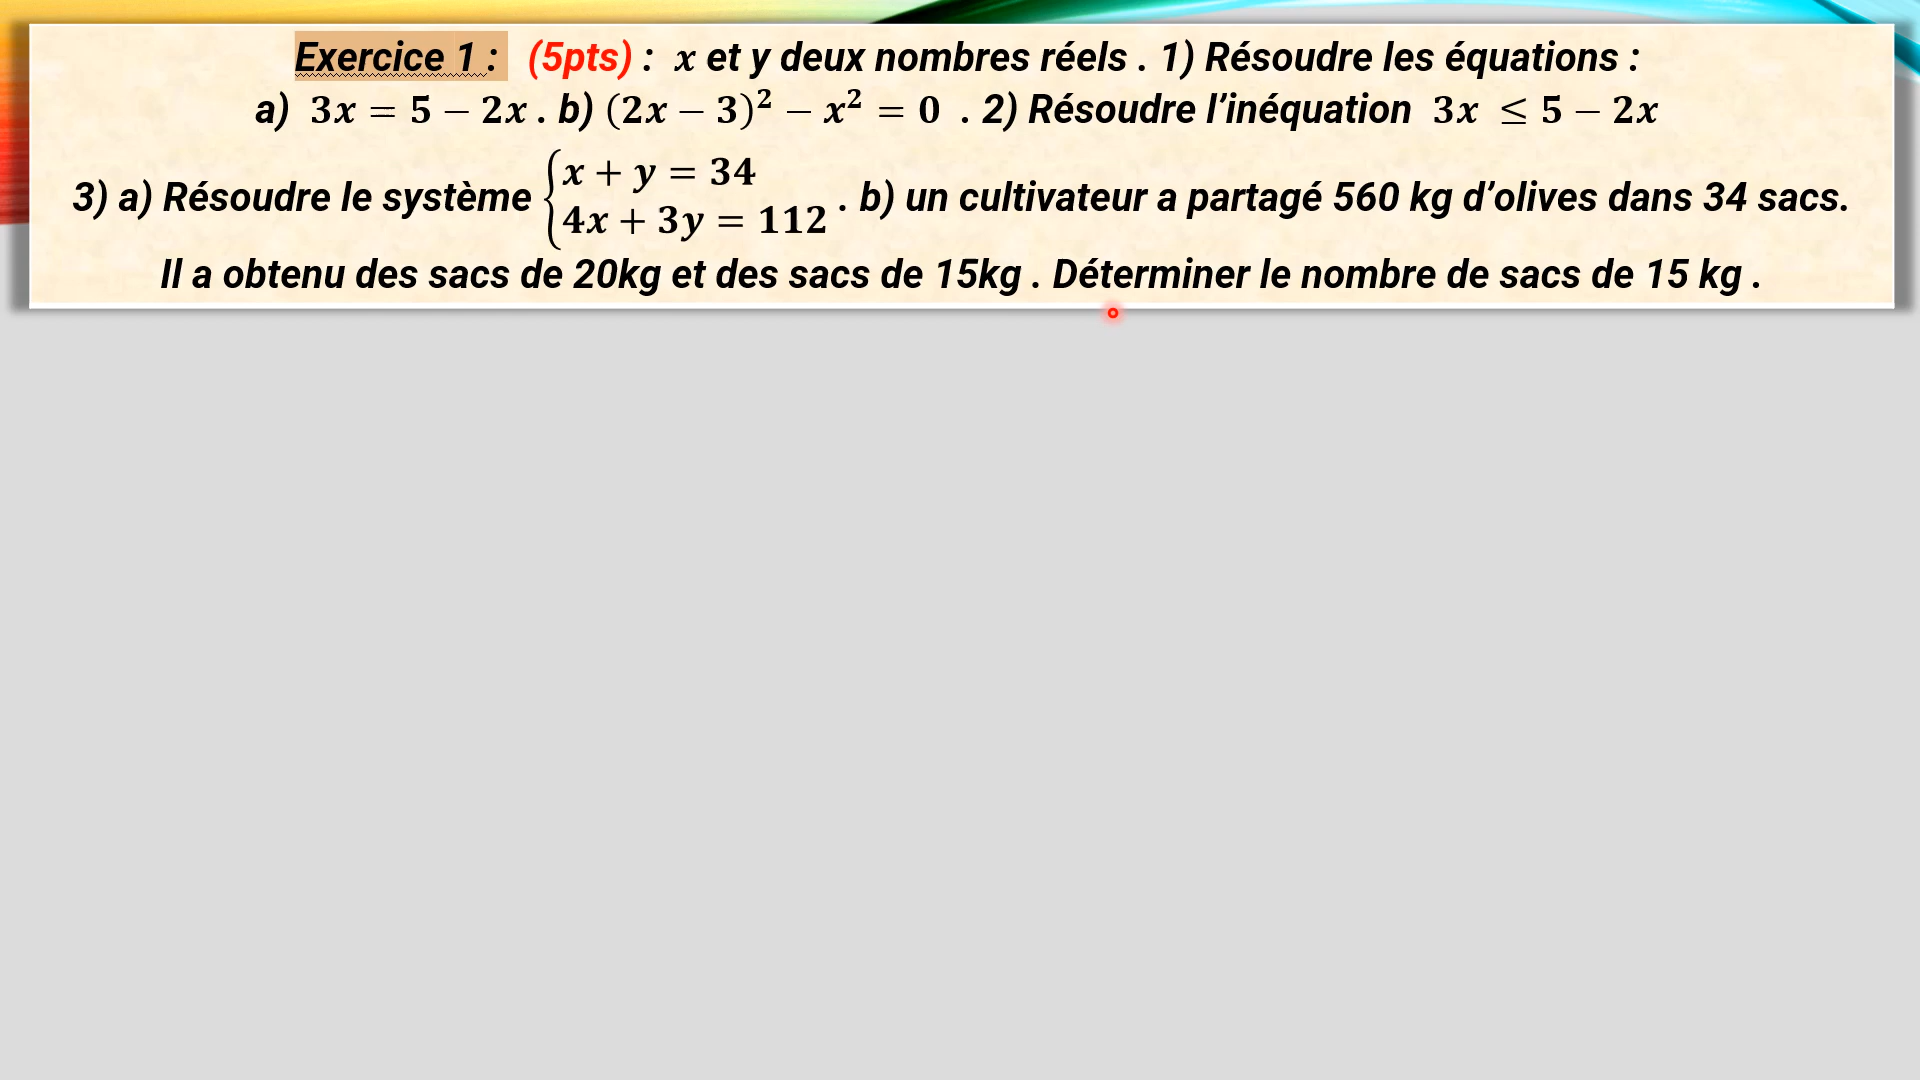 Exercice 1 : (5pts) : x et y deux nombres réels . 1) Résoudre les équations :
a) 3x = 5 − 2x . b) (2x − 3)² − x² = 0 . 2) Résoudre l’inéquation 3x ≤ 5 − 2x
3) a) Résoudre le système { x + y = 34
4x + 3y = 112 . b) un cultivateur a partagé 560 kg d’olives dans 34 sacs.
Il a obtenu des sacs de 20kg et des sacs de 15kg . Déterminer le nombre de sacs de 15 kg .